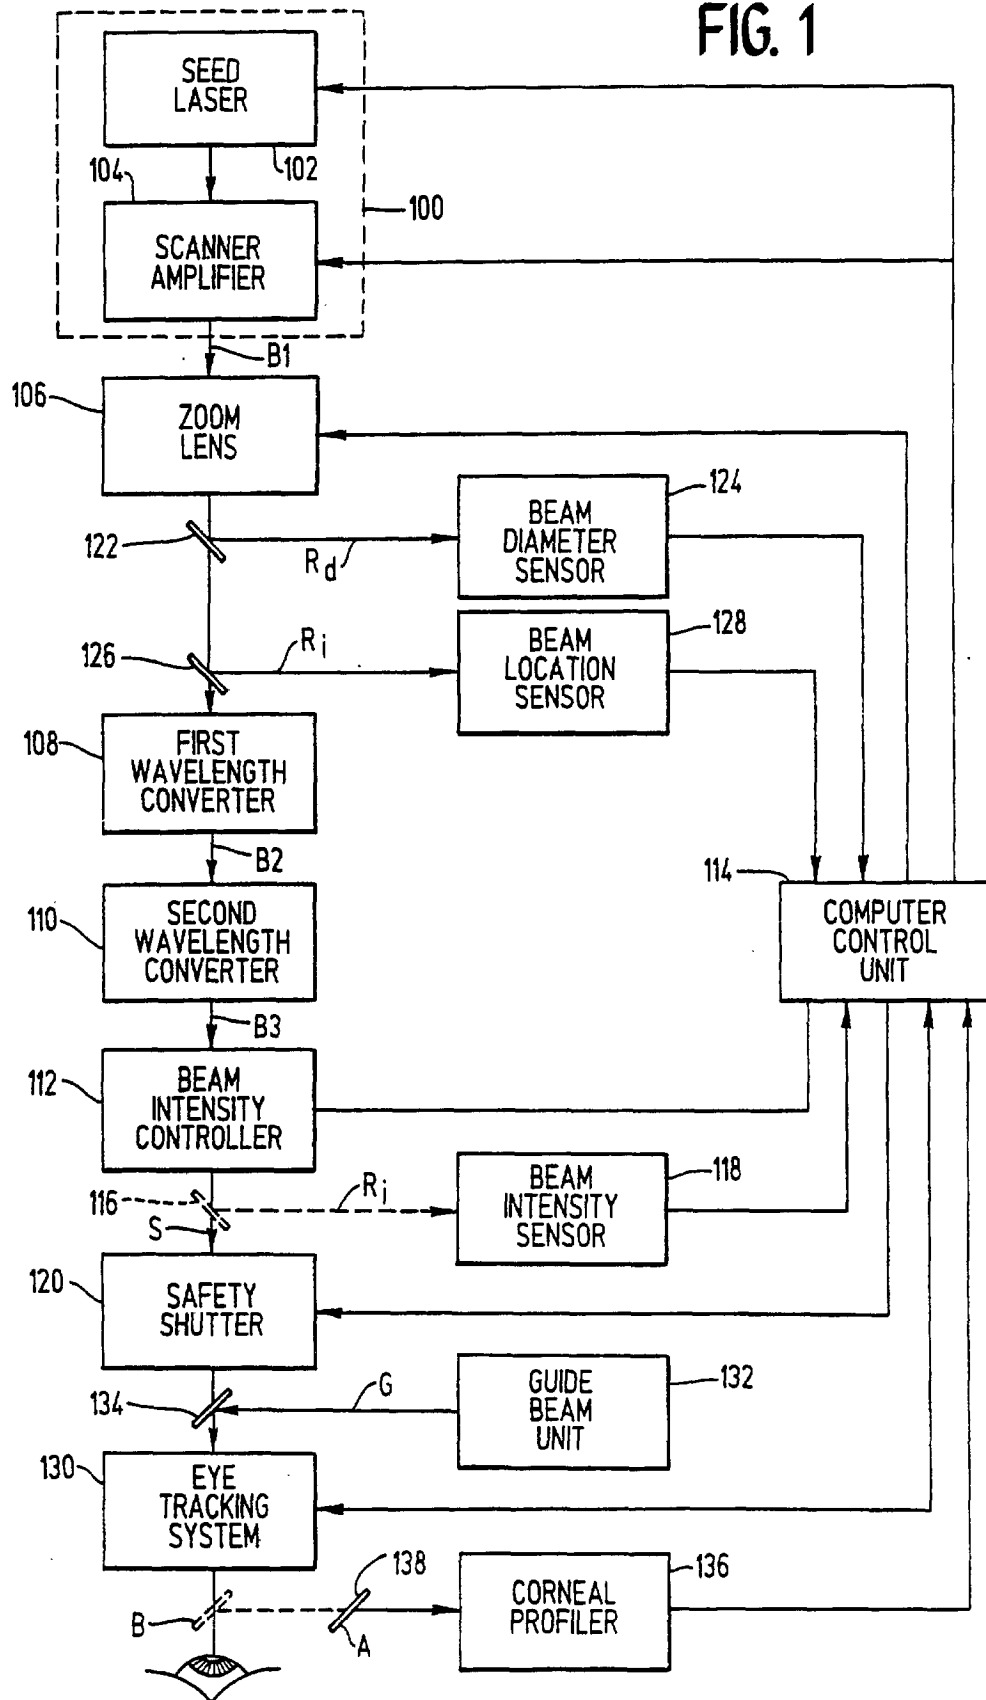 FIG. 1
SEED
LASER
102
104
100
SCANNER
AMPLIFIER
B1
106
ZOOM
LENS
124
BEAM
DIAMETER
SENSOR
122
Rd
128
BEAM
LOCATION
SENSOR
126
Ri
108
FIRST
WAVELENGTH
CONVERTER
B2
114
COMPUTER
CONTROL
UNIT
110
SECOND
WAVELENGTH
CONVERTER
B3
112
BEAM
INTENSITY
CONTROLLER
116
Ri
118
BEAM
INTENSITY
SENSOR
S
120
SAFETY
SHUTTER
134
G
132
GUIDE
BEAM
UNIT
130
EYE
TRACKING
SYSTEM
138
136
CORNEAL
PROFILER
B
A